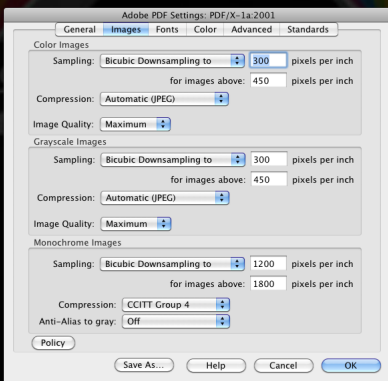 Adobe PDF Settings: PDF/X-1a:2001
General Images Fonts Color Advanced Standards
Color Images
Sampling: Bicubic Downsampling to 300 pixels per inch
for images above: 450 pixels per inch
Compression: Automatic (JPEG)
Image Quality: Maximum
Grayscale Images
Sampling: Bicubic Downsampling to 300 pixels per inch
for images above: 450 pixels per inch
Compression: Automatic (JPEG)
Image Quality: Maximum
Monochrome Images
Sampling: Bicubic Downsampling to 1200 pixels per inch
for images above: 1800 pixels per inch
Compression: CCITT Group 4
Anti-Alias to gray: Off
Policy
Save As... Help Cancel OK